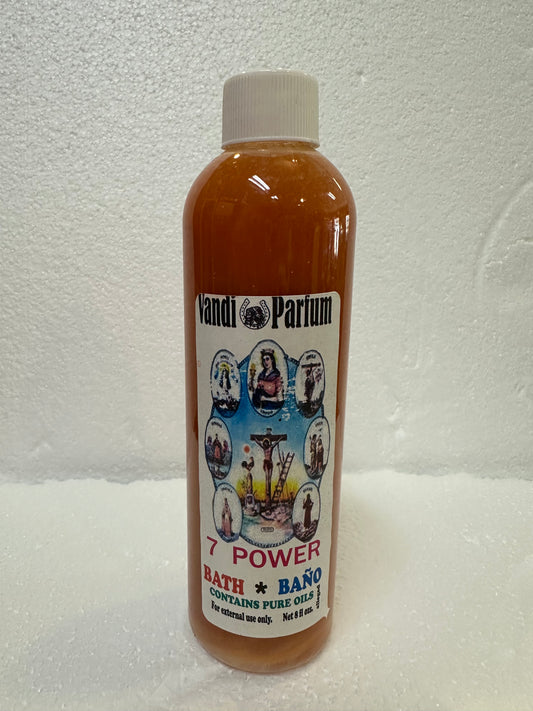 Vandi Parfum
7 POWER
BATH * BAÑO
CONTAINS PURE OILS
For external use only. Net 8 fl oz.